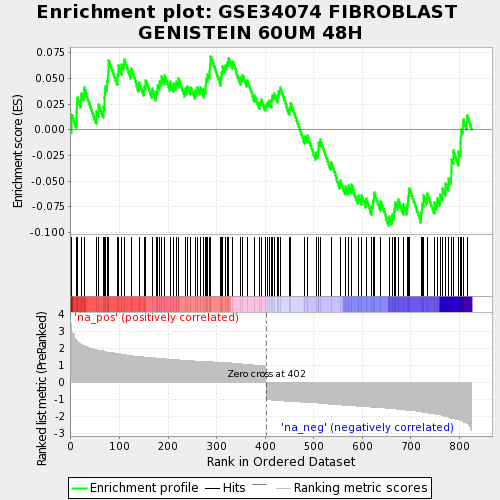 Enrichment plot: GSE34074 FIBROBLAST
GENISTEIN 60UM 48H
Enrichment score (ES)
0.075
0.050
0.025
0.000
-0.025
-0.050
-0.075
-0.100
'na_pos' (positively correlated)
'na_neg' (negatively correlated)
Zero cross at 402
Ranked list metric (PreRanked)
4
3
2
1
0
-1
-2
-3
0
100
200
300
400
500
600
700
800
Rank in Ordered Dataset
Enrichment profile
Hits
Ranking metric scores